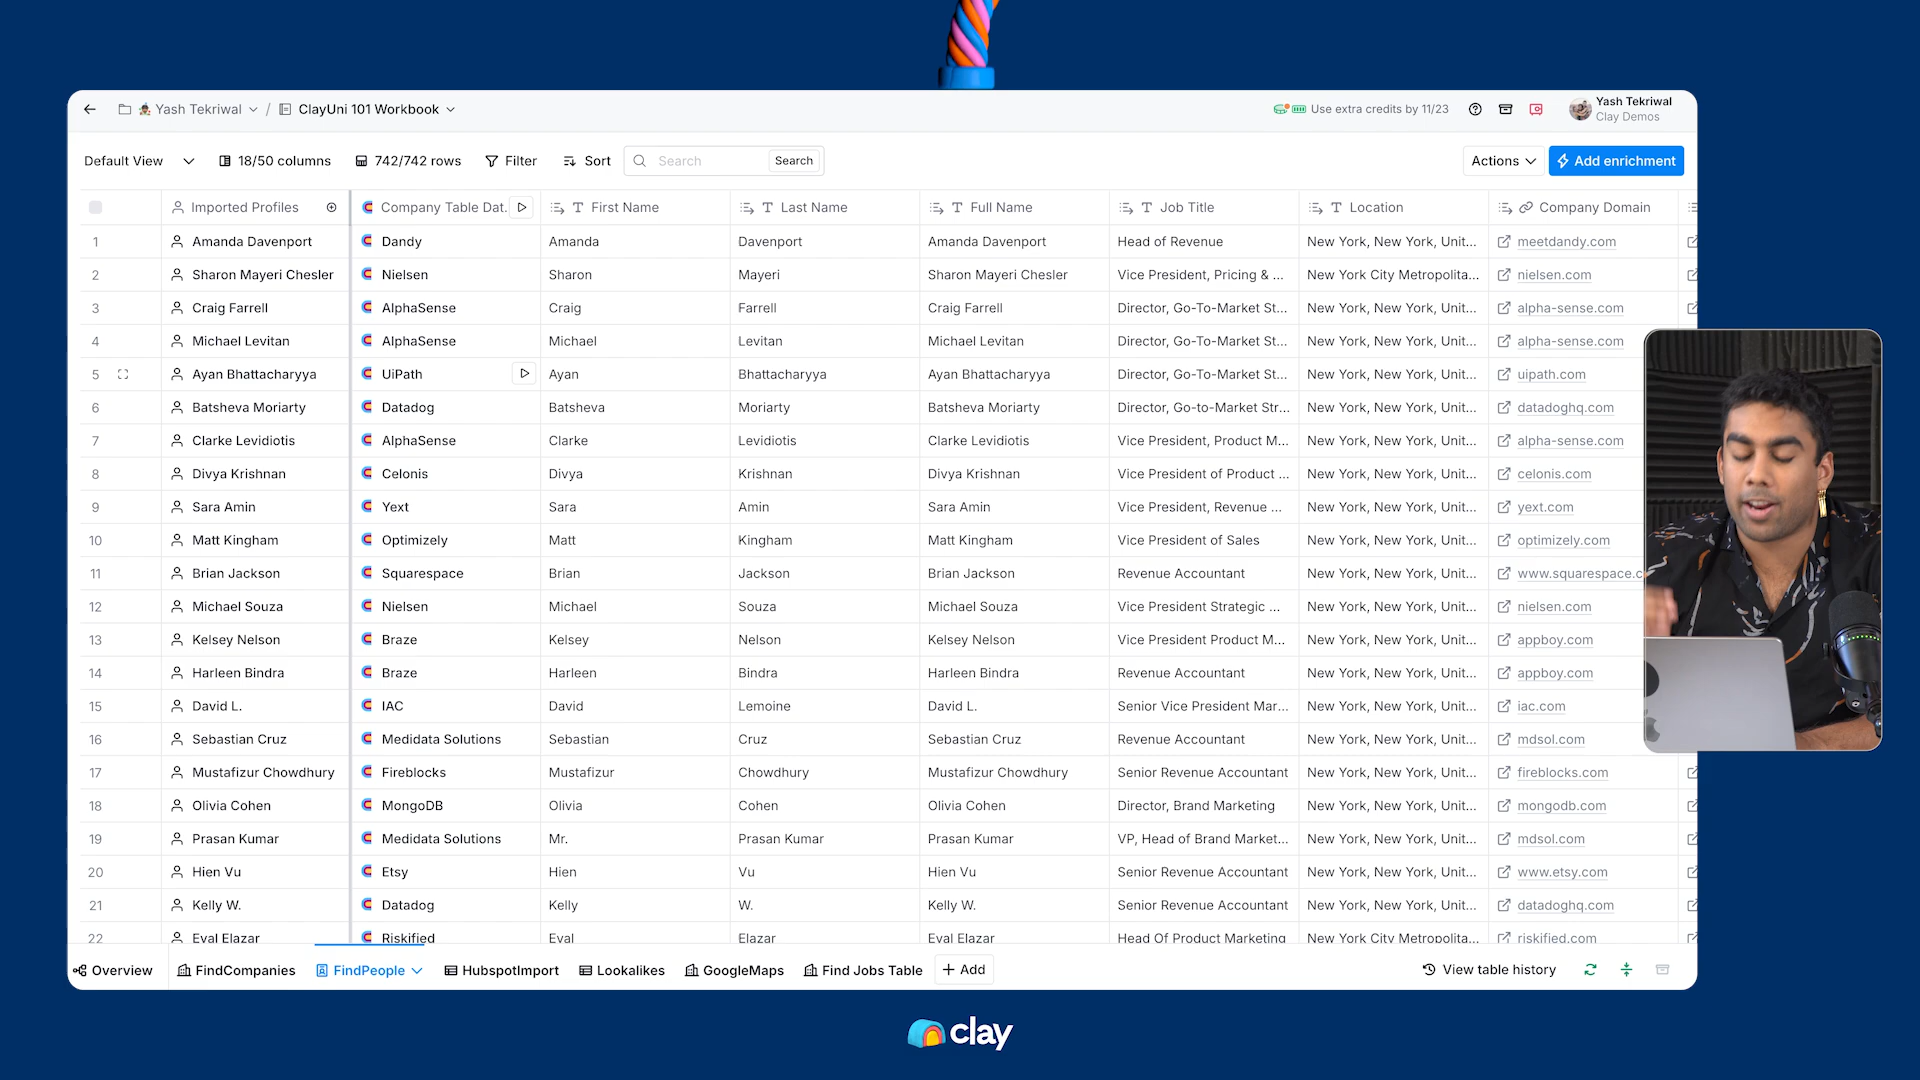 Yash Tekriwal / ClayUni 101 Workbook
Use extra credits by 11/23
Yash Tekriwal
Clay Demos
Default View 18/50 columns 742/742 rows Filter Sort Search Search Actions Add enrichment
Imported Profiles Company Table Dat. First Name Last Name Full Name Job Title Location Company Domain
1 Amanda Davenport Dandy Amanda Davenport Amanda Davenport Head of Revenue New York, New York, Unit... meetdandy.com
2 Sharon Mayeri Chesler Nielsen Sharon Mayeri Sharon Mayeri Chesler Vice President, Pricing & ... New York City Metropolita... nielsen.com
3 Craig Farrell AlphaSense Craig Farrell Craig Farrell Director, Go-To-Market St... New York, New York, Unit... alpha-sense.com
4 Michael Levitan AlphaSense Michael Levitan Michael Levitan Director, Go-To-Market St... New York, New York, Unit... alpha-sense.com
5 Ayan Bhattacharyya UiPath Ayan Bhattacharyya Ayan Bhattacharyya Director, Go-To-Market St... New York, New York, Unit... uipath.com
6 Batsheva Moriarty Datadog Batsheva Moriarty Batsheva Moriarty Director, Go-to-Market Str... New York, New York, Unit... datadoghq.com
7 Clarke Levidiotis AlphaSense Clarke Levidiotis Clarke Levidiotis Vice President, Product M... New York, New York, Unit... alpha-sense.com
8 Divya Krishnan Celonis Divya Krishnan Divya Krishnan Vice President of Product ... New York, New York, Unit... celonis.com
9 Sara Amin Yext Sara Amin Sara Amin Vice President, Revenue ... New York, New York, Unit... yext.com
10 Matt Kingham Optimizely Matt Kingham Matt Kingham Vice President of Sales New York, New York, Unit... optimizely.com
11 Brian Jackson Squarespace Brian Jackson Brian Jackson Revenue Accountant New York, New York, Unit... www.squarespace.c
12 Michael Souza Nielsen Michael Souza Michael Souza Vice President Strategic ... New York, New York, Unit... nielsen.com
13 Kelsey Nelson Braze Kelsey Nelson Kelsey Nelson Vice President Product M... New York, New York, Unit... appboy.com
14 Harleen Bindra Braze Harleen Bindra Harleen Bindra Revenue Accountant New York, New York, Unit... appboy.com
15 David L. IAC David Lemoine David L. Senior Vice President Mar... New York, New York, Unit... iac.com
16 Sebastian Cruz Medidata Solutions Sebastian Cruz Sebastian Cruz Revenue Accountant New York, New York, Unit... mdsol.com
17 Mustafizur Chowdhury Fireblocks Mustafizur Chowdhury Mustafizur Chowdhury Senior Revenue Accountant New York, New York, Unit... fireblocks.com
18 Olivia Cohen MongoDB Olivia Cohen Olivia Cohen Director, Brand Marketing New York, New York, Unit... mongodb.com
19 Prasan Kumar Medidata Solutions Mr. Prasan Kumar Prasan Kumar VP, Head of Brand Market... New York, New York, Unit... mdsol.com
20 Hien Vu Etsy Hien Vu Hien Vu Senior Revenue Accountant New York, New York, Unit... www.etsy.com
21 Kelly W. Datadog Kelly W. Kelly W. Senior Revenue Accountant New York, New York, Unit... datadoghq.com
22 Eval Elazar Riskified Eval Elazar Eval Elazar Head Of Product Marketing New York City Metropolita... riskified.com
Overview FindCompanies FindPeople HubspotImport Lookalikes GoogleMaps Find Jobs Table + Add View table history
clay